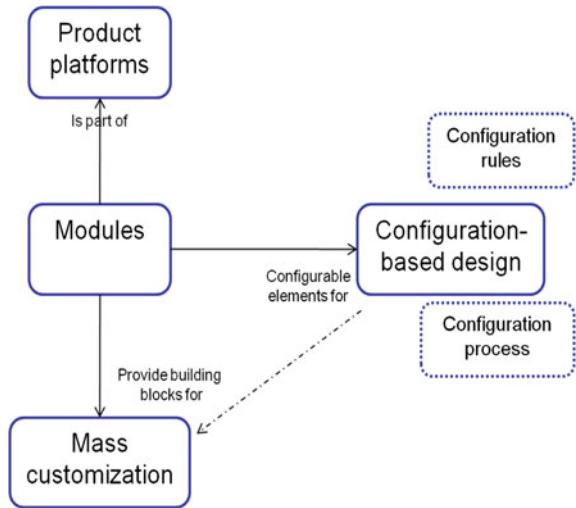 Product
platforms
Is part of
Configuration
rules
Modules
Configuration-
based design
Configurable
elements for
Configuration
process
Provide building
blocks for
Mass
customization